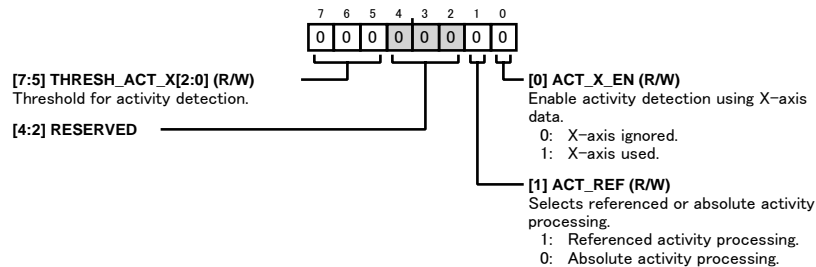 7 6 5 4 3 2 1 0
0 0 0 0 0 0 0 0
[7:5] THRESH_ACT_X[2:0] (R/W)
Threshold for activity detection.
[4:2] RESERVED
[0] ACT_X_EN (R/W)
Enable activity detection using X-axis
data.
0: X-axis ignored.
1: X-axis used.
[1] ACT_REF (R/W)
Selects referenced or absolute activity
processing.
1: Referenced activity processing.
0: Absolute activity processing.